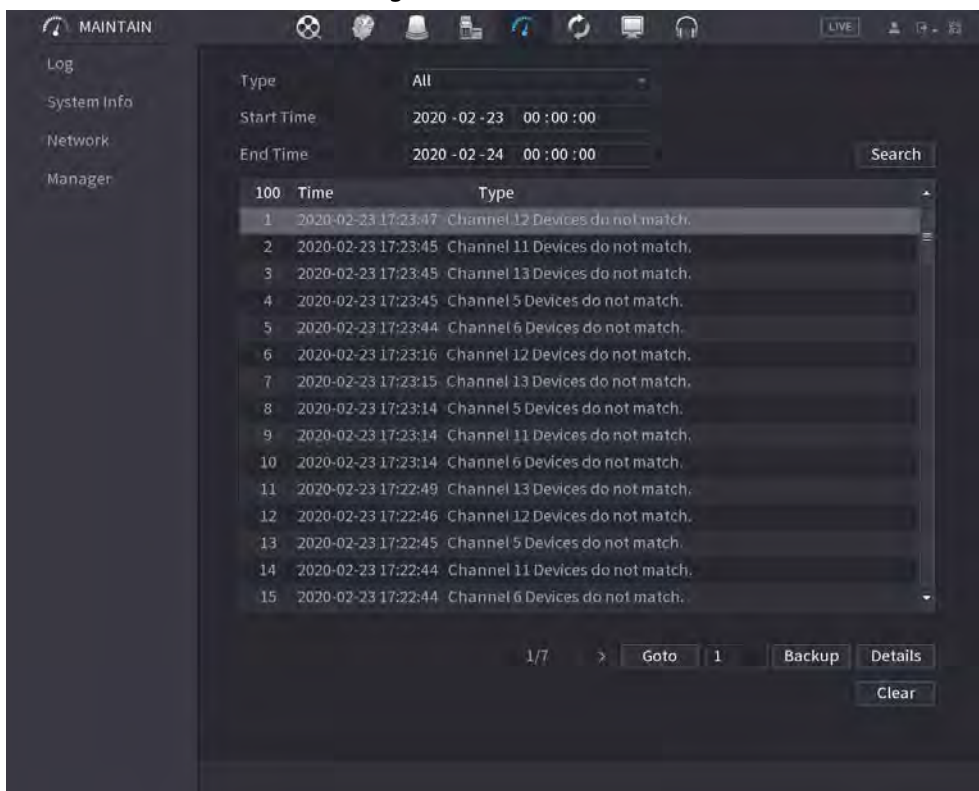 MAINTAIN
LIVE
Log
System Info
Network
Manager
Type All
Start Time 2020 -02 -23 00 :00 :00
End Time 2020 -02 -24 00 :00 :00
Search
100 Time Type
1 2020-02-23 17:23:47 Channel 12 Devices do not match.
2 2020-02-23 17:23:45 Channel 11 Devices do not match.
3 2020-02-23 17:23:45 Channel 13 Devices do not match.
4 2020-02-23 17:23:45 Channel 5 Devices do not match.
5 2020-02-23 17:23:44 Channel 6 Devices do not match.
6 2020-02-23 17:23:16 Channel 12 Devices do not match.
7 2020-02-23 17:23:15 Channel 13 Devices do not match.
8 2020-02-23 17:23:14 Channel 5 Devices do not match.
9 2020-02-23 17:23:14 Channel 11 Devices do not match.
10 2020-02-23 17:23:14 Channel 6 Devices do not match.
11 2020-02-23 17:22:49 Channel 13 Devices do not match.
12 2020-02-23 17:22:46 Channel 12 Devices do not match.
13 2020-02-23 17:22:45 Channel 5 Devices do not match.
14 2020-02-23 17:22:44 Channel 11 Devices do not match.
15 2020-02-23 17:22:44 Channel 6 Devices do not match.
1/7 > Goto 1 Backup Details
Clear